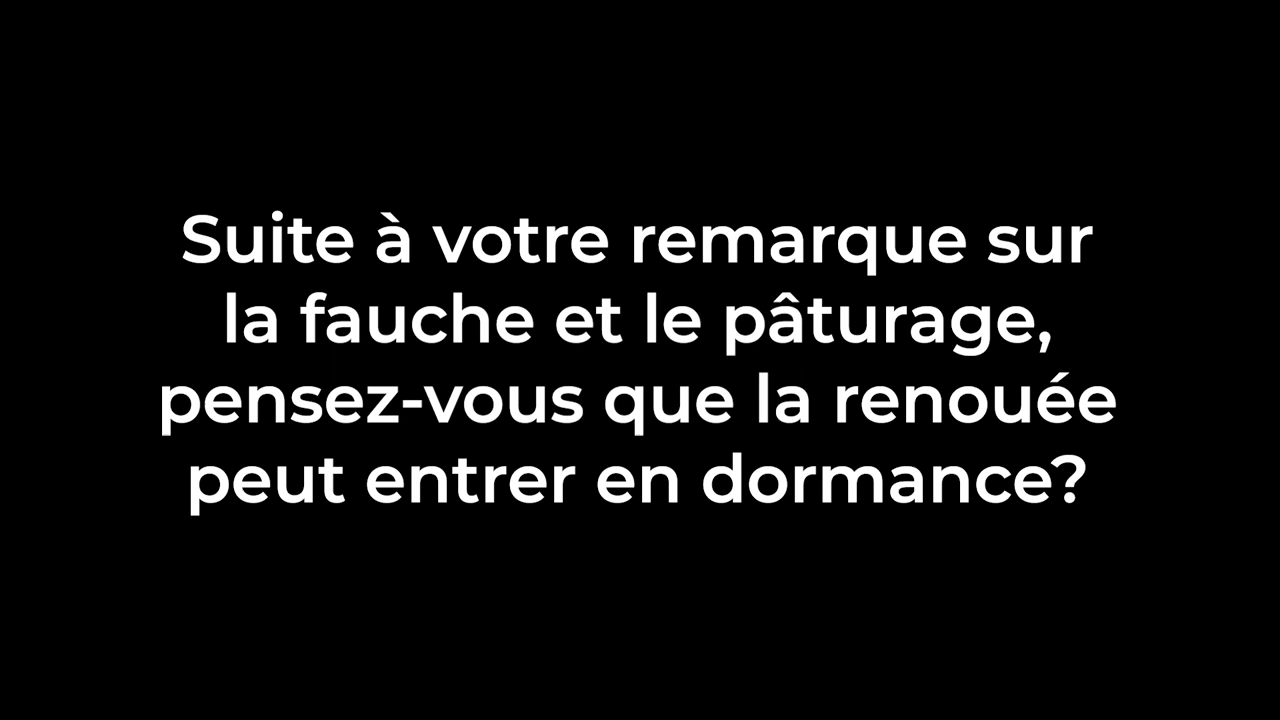 Suite à votre remarque sur
la fauche et le pâturage,
pensez-vous que la renouée
peut entrer en dormance?